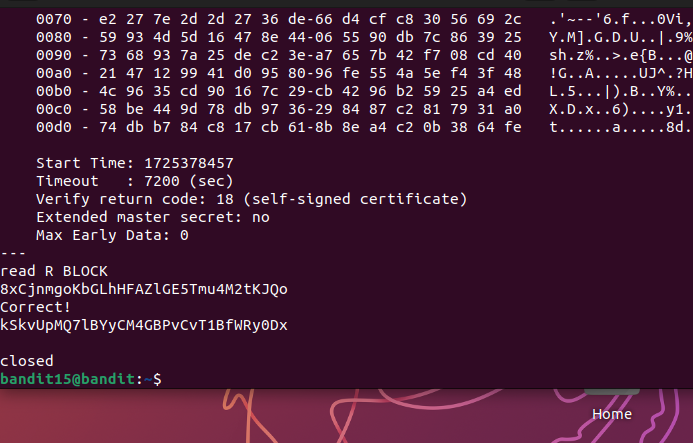 0070 - e2 27 7e 2d 2d 27 36 de-66 d4 cf c8 30 56 69 2c   .'~--'6.f...0Vi,
0080 - 59 93 4d 5d 16 47 8e 44-06 55 90 db 7c 86 39 25   Y.M].G.D.U..|.9%
0090 - 73 68 93 7a 25 de c2 3e-a7 65 7b 42 f7 08 cd 40   sh.z%..>.e{B...@
00a0 - 21 47 12 99 41 d0 95 80-96 fe 55 4a 5e f4 3f 48   !G..A.....UJ^.?H
00b0 - 4c 96 35 cd 90 16 7c 29-cb 42 96 b2 59 25 a4 ed   L.5...|).B..Y%..
00c0 - 58 be 44 9d 78 db 97 36-29 84 87 c2 81 79 31 a0   X.D.x..6)....y1.
00d0 - 74 db b7 84 c8 17 cb 61-8b 8e a4 c2 0b 38 64 fe   t......a.....8d.
Start Time: 1725378457
Timeout   : 7200 (sec)
Verify return code: 18 (self-signed certificate)
Extended master secret: no
Max Early Data: 0
---
read R BLOCK
8xCjnmgoKbGLhHFAZlGE5Tmu4M2tKJQo
Correct!
kSkvUpMQ7lBYyCM4GBPvCvT1BfWRy0Dx
closed
bandit15@bandit:~$
Home